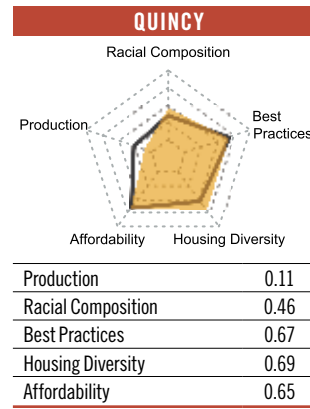 QUINCY
Racial Composition
Best
Practices
Production
Affordability
Housing Diversity
Production 0.11
Racial Composition 0.46
Best Practices 0.67
Housing Diversity 0.69
Affordability 0.65